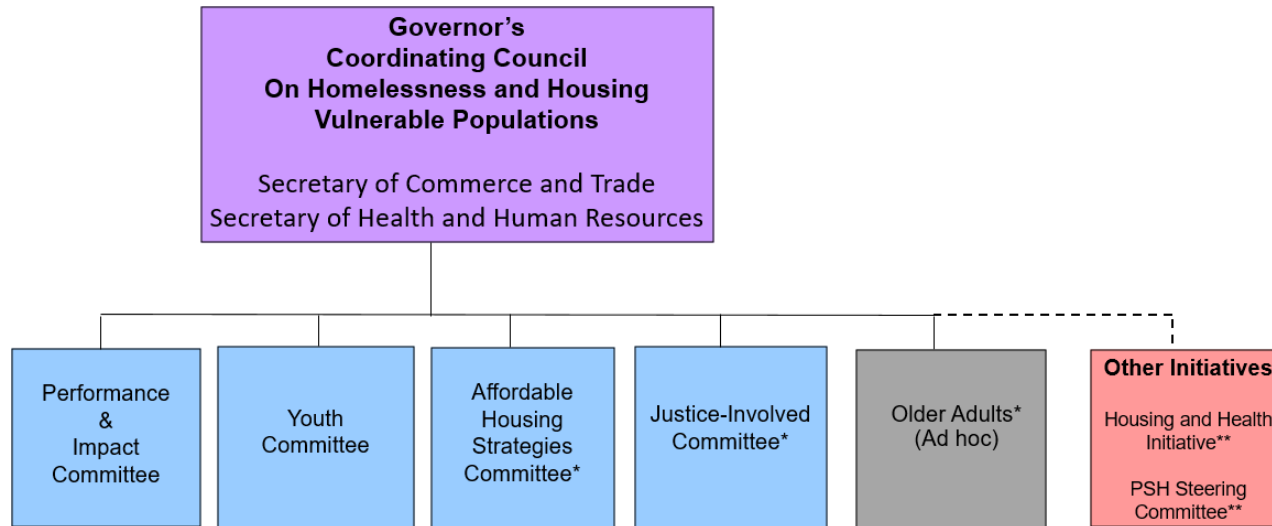 Governor’s
Coordinating Council
On Homelessness and Housing
Vulnerable Populations
Secretary of Commerce and Trade
Secretary of Health and Human Resources
Performance
&
Impact
Committee
Youth
Committee
Affordable
Housing
Strategies
Committee*
Justice-Involved
Committee*
Older Adults*
(Ad hoc)
Other Initiatives
Housing and Health
Initiative**
PSH Steering
Committee**